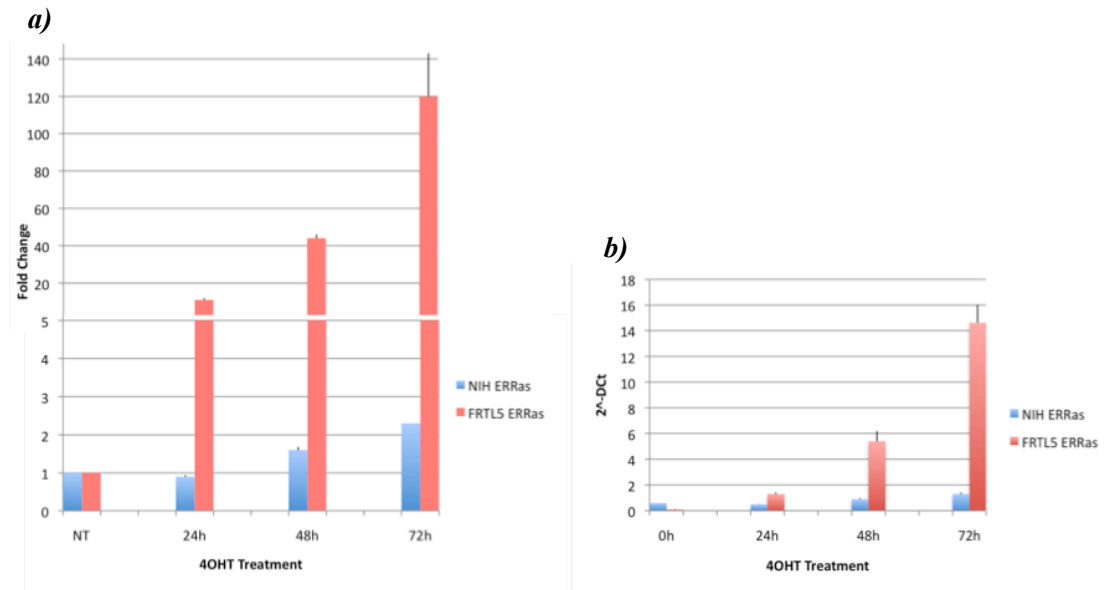 a)
140
120
100
80
60
40
20
5
4
3
2
1
0
Fold Change
NT 24h 48h 72h
4OHT Treatment
NIH ERRas
FRTL5 ERRas
b)
18
16
14
12
10
8
6
4
2
0
2^-DCt
0h 24h 48h 72h
4OHT Treatment
NIH ERRas
FRTL5 ERRas